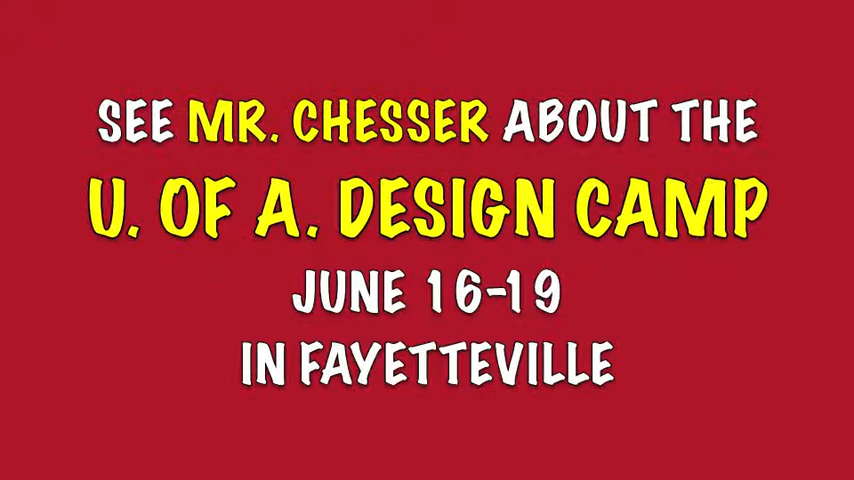 SEE MR. CHESSER ABOUT THE
U. OF A. DESIGN CAMP
JUNE 16-19
IN FAYETTEVILLE